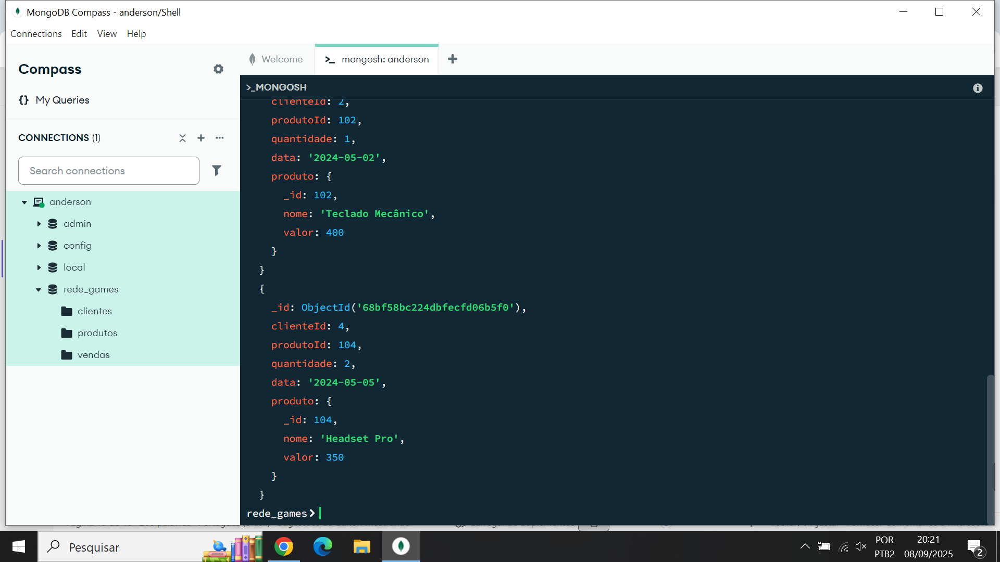 MongoDB Compass - anderson/Shell
Connections Edit View Help
Compass
{} My Queries
CONNECTIONS (1)
Search connections
anderson
admin
config
local
rede_games
clientes
produtos
vendas
Welcome
>_ mongosh: anderson
>_MONGOSH
clienteId: 2,
produtoId: 102,
quantidade: 1,
data: '2024-05-02',
produto: {
_id: 102,
nome: 'Teclado Mecânico',
valor: 400
}
}
{
_id: ObjectId('68bf58bc224dbfecfd06b5f0'),
clienteId: 4,
produtoId: 104,
quantidade: 2,
data: '2024-05-05',
produto: {
_id: 104,
nome: 'Headset Pro',
valor: 350
}
}
rede_games>
Pesquisar
POR
PTB2
20:21
08/09/2025
2